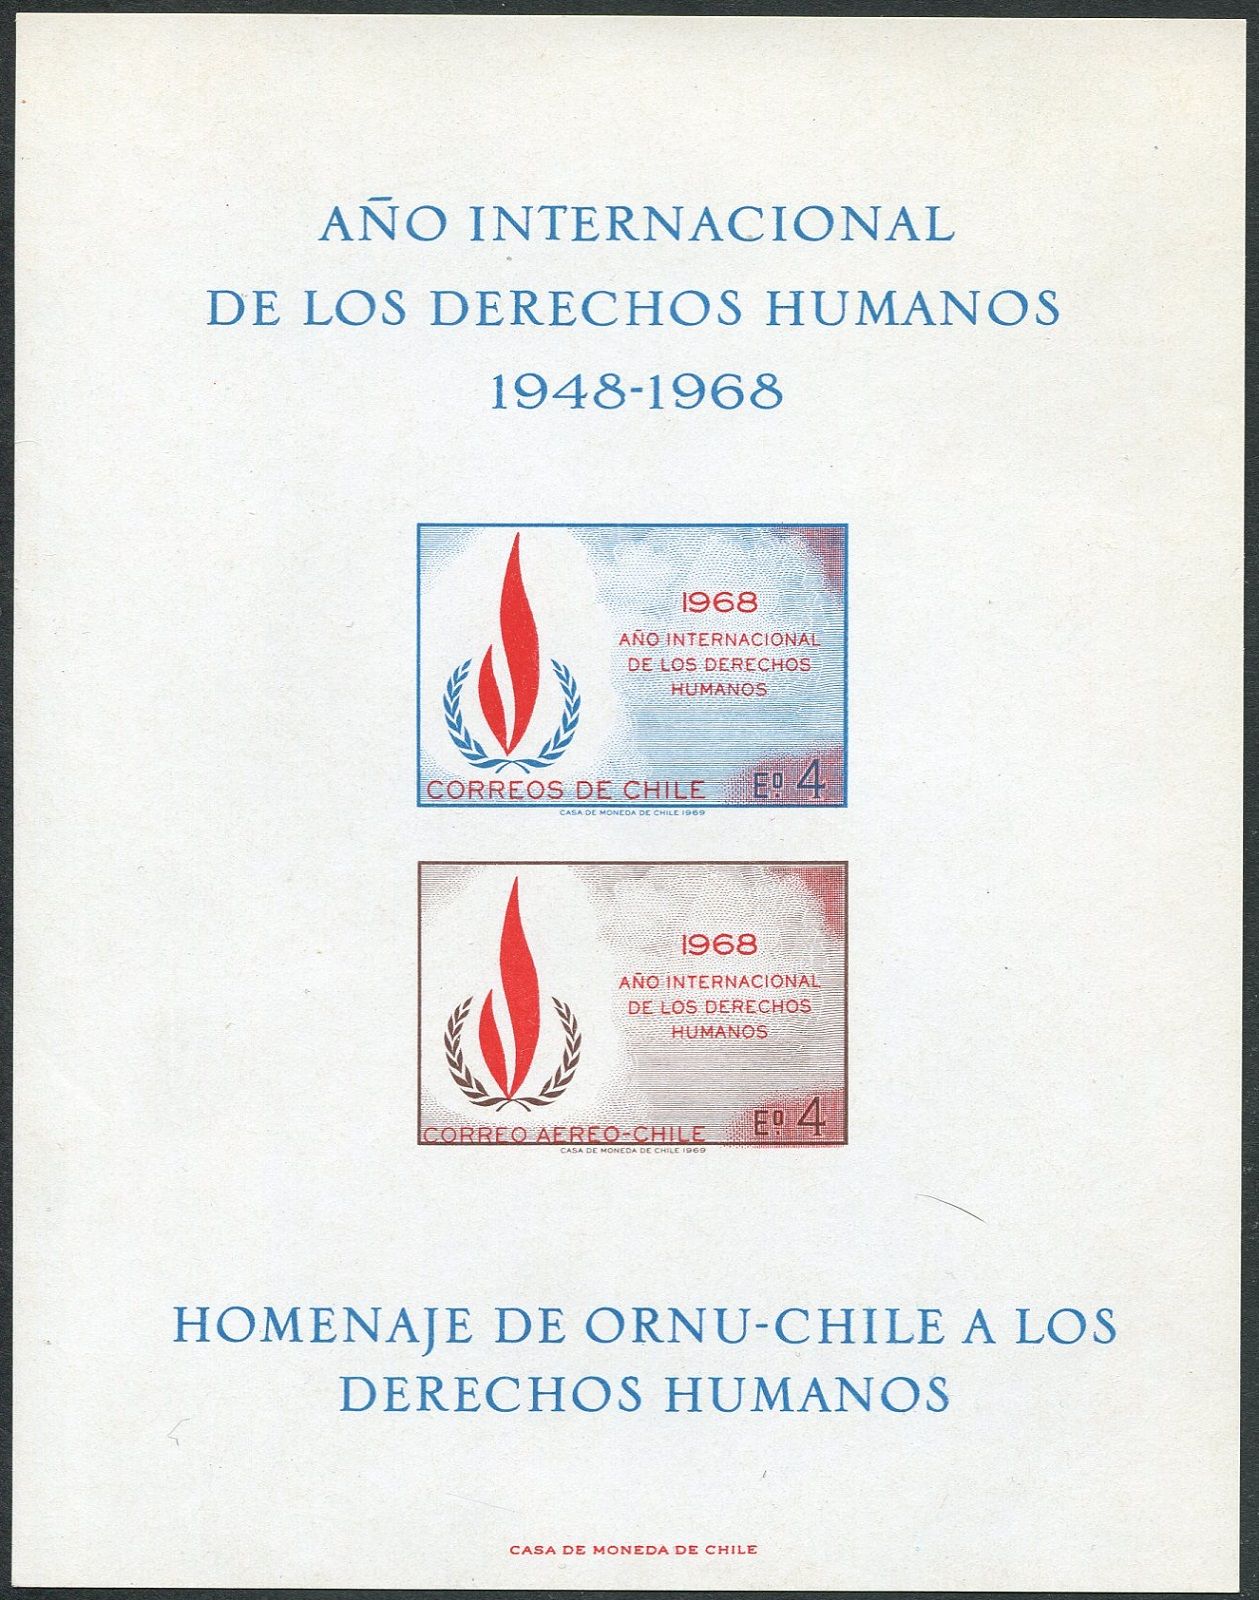 AÑO INTERNACIONAL
DE LOS DERECHOS HUMANOS
1948-1968
1968
AÑO INTERNACIONAL
DE LOS DERECHOS
HUMANOS
CORREOS DE CHILE Eº 4
CASA DE MONEDA DE CHILE 1969
1968
AÑO INTERNACIONAL
DE LOS DERECHOS
HUMANOS
CORREO AEREO-CHILE Eº 4
CASA DE MONEDA DE CHILE 1969
HOMENAJE DE ORNU-CHILE A LOS
DERECHOS HUMANOS
CASA DE MONEDA DE CHILE